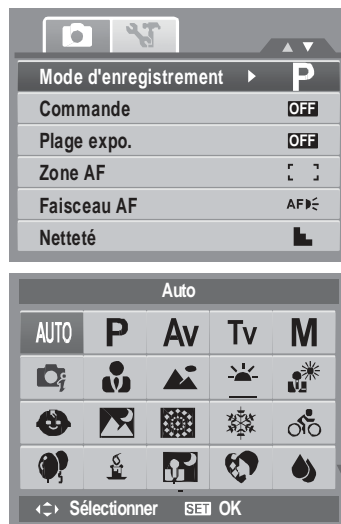 Mode d'enregistrement P
Commande OFF
Plage expo. OFF
Zone AF
Faisceau AF AF
Netteté
Auto
AUTO P Av Tv M
Sélectionner SET OK